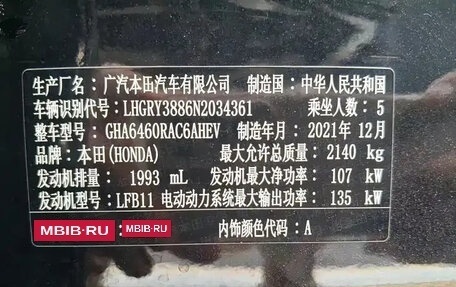 生产厂名： 广汽本田汽车有限公司 制造国：中华人民共和国
车辆识别代号：LHGRY3886N2034361 乘坐人数：5
整车型号： GHA6460RAC6AHEV 制造年月： 2021年 12月
品牌：本田(HONDA) 最大允许总质量： 2140 kg
发动机排量： 1993 mL 发动机最大净功率： 107 kW
发动机型号：LFB11 电动动力系统最大输出功率： 135 kW
MBIB·RU : MBIB·RU 内饰颜色代码：A